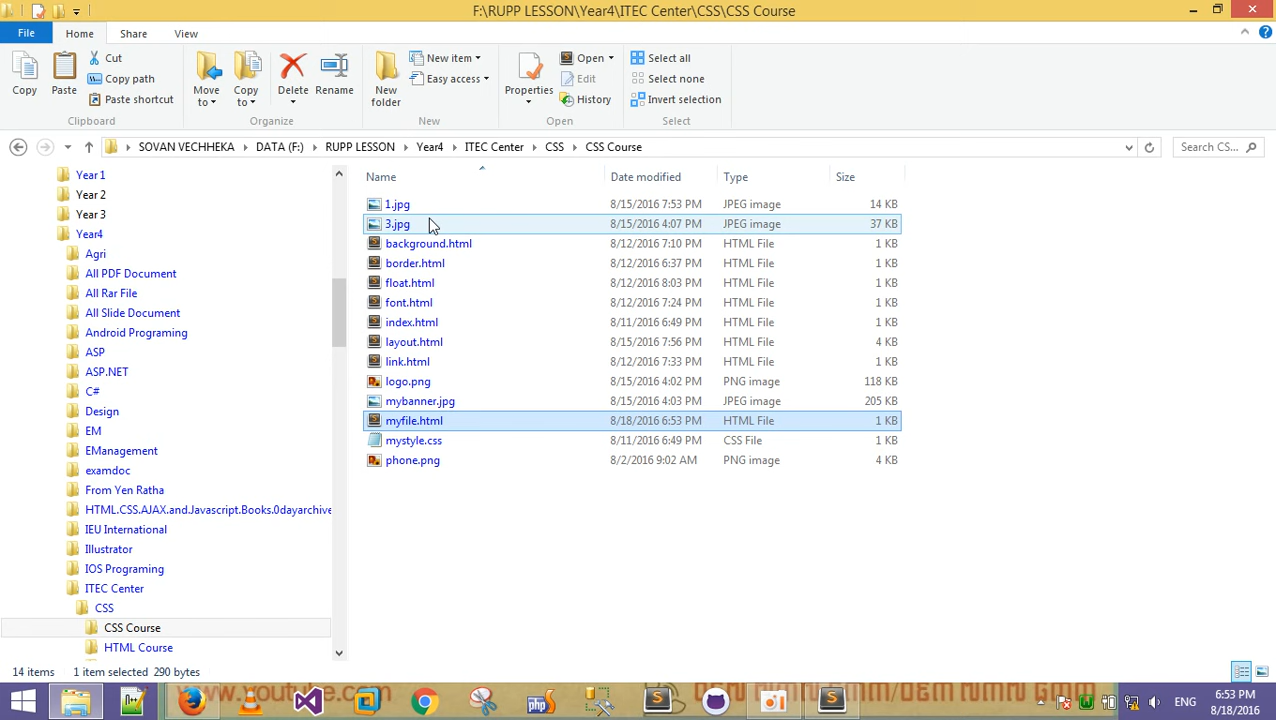 F:\RUPP LESSON\Year4\ITEC Center\CSS\CSS Course
File Home Share View
Copy
Paste
Cut
Copy path
Paste shortcut
Clipboard
Move to
Copy to
Delete
Rename
Organize
New folder
New item
Easy access
New
Properties
Open
Edit
History
Open
Select all
Select none
Invert selection
Select
SOVAN VECHHEKA DATA (F:) RUPP LESSON Year4 ITEC Center CSS CSS Course
Search CS...
Year 1
Year 2
Year 3
Year4
Agri
All PDF Document
All Rar File
All Slide Document
Android Programing
ASP
ASP.NET
C#
Design
EM
EManagement
examdoc
From Yen Ratha
HTML.CSS.AJAX.and.Javascript.Books.0dayarchive
IEU International
Illustrator
IOS Programing
ITEC Center
CSS
CSS Course
HTML Course
Name Date modified Type Size
1.jpg 8/15/2016 7:53 PM JPEG image 14 KB
3.jpg 8/15/2016 4:07 PM JPEG image 37 KB
background.html 8/12/2016 7:10 PM HTML File 1 KB
border.html 8/12/2016 6:37 PM HTML File 1 KB
float.html 8/12/2016 8:03 PM HTML File 1 KB
font.html 8/12/2016 7:24 PM HTML File 1 KB
index.html 8/11/2016 6:49 PM HTML File 1 KB
layout.html 8/15/2016 7:56 PM HTML File 4 KB
link.html 8/12/2016 7:33 PM HTML File 1 KB
logo.png 8/15/2016 4:02 PM PNG image 118 KB
mybanner.jpg 8/15/2016 4:03 PM JPEG image 205 KB
myfile.html 8/18/2016 6:53 PM HTML File 1 KB
mystyle.css 8/11/2016 6:49 PM CSS File 1 KB
phone.png 8/2/2016 9:02 AM PNG image 4 KB
14 items 1 item selected 290 bytes
www.youtube.com
php
ENG
6:53 PM
8/18/2016